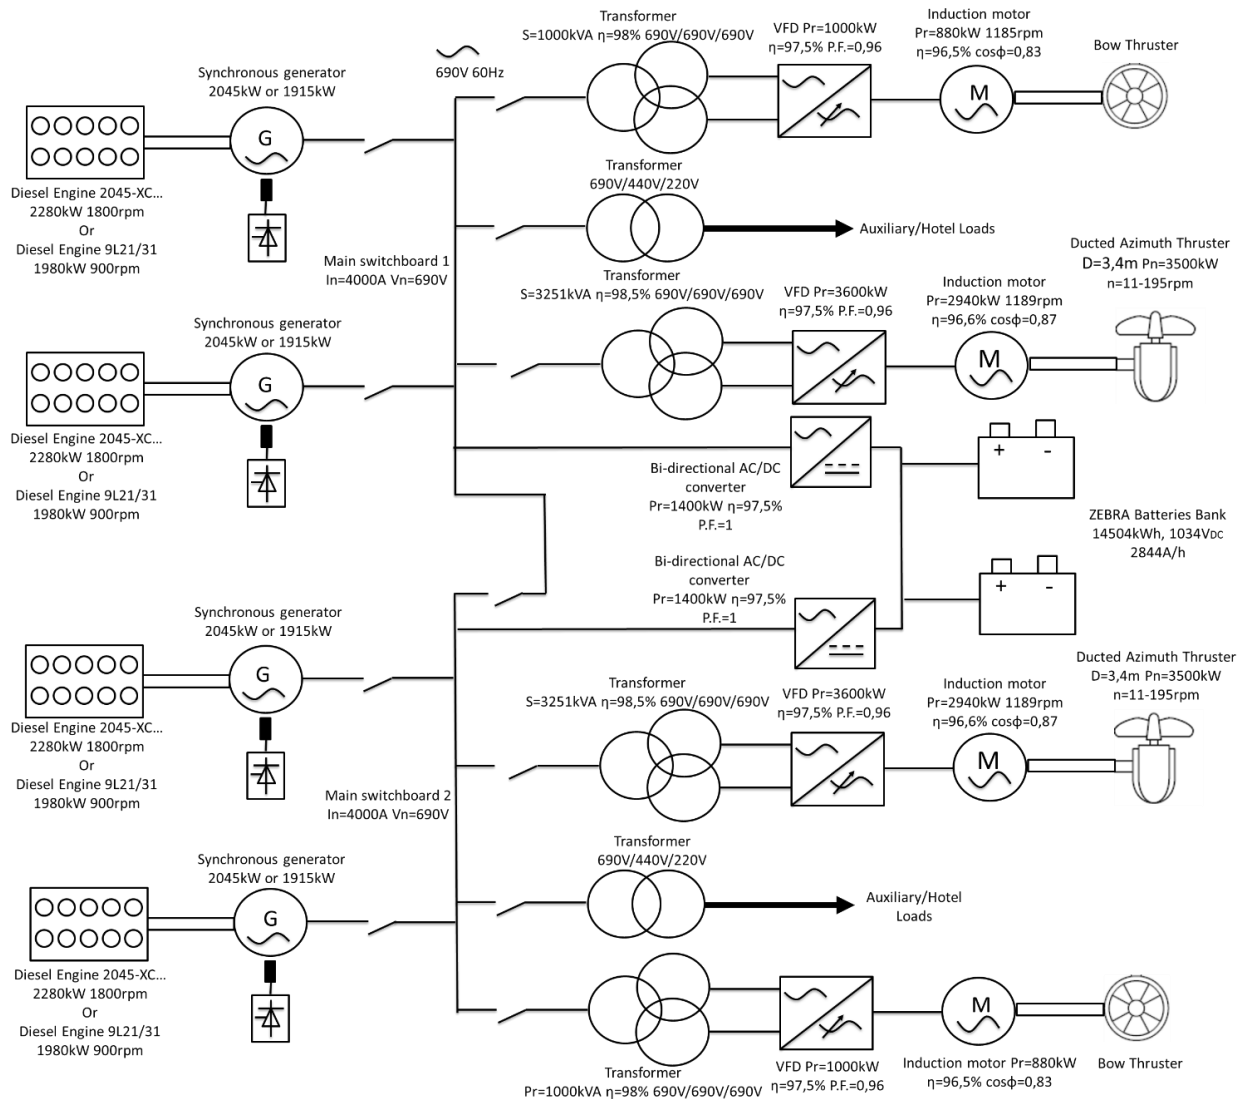 Transformer
S=1000kVA η=98% 690V/690V/690V
VFD Pr=1000kW
η=97,5% P.F.=0,96
Induction motor
Pr=880kW 1185rpm
η=96,5% cosϕ=0,83
Bow Thruster
690V 60Hz
Synchronous generator
2045kW or 1915kW
G
M
Diesel Engine 2045-XC...
2280kW 1800rpm
Or
Diesel Engine 9L21/31
1980kW 900rpm
Transformer
690V/440V/220V
Auxiliary/Hotel Loads
Main switchboard 1
In=4000A Vn=690V
Transformer
S=3251kVA η=98,5% 690V/690V/690V
VFD Pr=3600kW
η=97,5% P.F.=0,96
Induction motor
Pr=2940kW 1189rpm
η=96,6% cosϕ=0,87
Ducted Azimuth Thruster
D=3,4m Pn=3500kW
n=11-195rpm
Synchronous generator
2045kW or 1915kW
G
M
Diesel Engine 2045-XC...
2280kW 1800rpm
Or
Diesel Engine 9L21/31
1980kW 900rpm
Bi-directional AC/DC
converter
Pr=1400kW η=97,5%
P.F.=1
+ -
ZEBRA Batteries Bank
14504kWh, 1034VDC
2844A/h
Bi-directional AC/DC
converter
Pr=1400kW η=97,5%
P.F.=1
+ -
Synchronous generator
2045kW or 1915kW
G
Diesel Engine 2045-XC...
2280kW 1800rpm
Or
Diesel Engine 9L21/31
1980kW 900rpm
Transformer
S=3251kVA η=98,5% 690V/690V/690V
VFD Pr=3600kW
η=97,5% P.F.=0,96
Induction motor
Pr=2940kW 1189rpm
η=96,6% cosϕ=0,87
Ducted Azimuth Thruster
D=3,4m Pn=3500kW
n=11-195rpm
M
Main switchboard 2
In=4000A Vn=690V
Transformer
690V/440V/220V
Auxiliary/Hotel
Loads
Synchronous generator
2045kW or 1915kW
G
Diesel Engine 2045-XC...
2280kW 1800rpm
Or
Diesel Engine 9L21/31
1980kW 900rpm
M
Transformer
Pr=1000kVA η=98% 690V/690V/690V
VFD Pr=1000kW
η=97,5% P.F.=0,96
Induction motor Pr=880kW
η=96,5% cosϕ=0,83
Bow Thruster